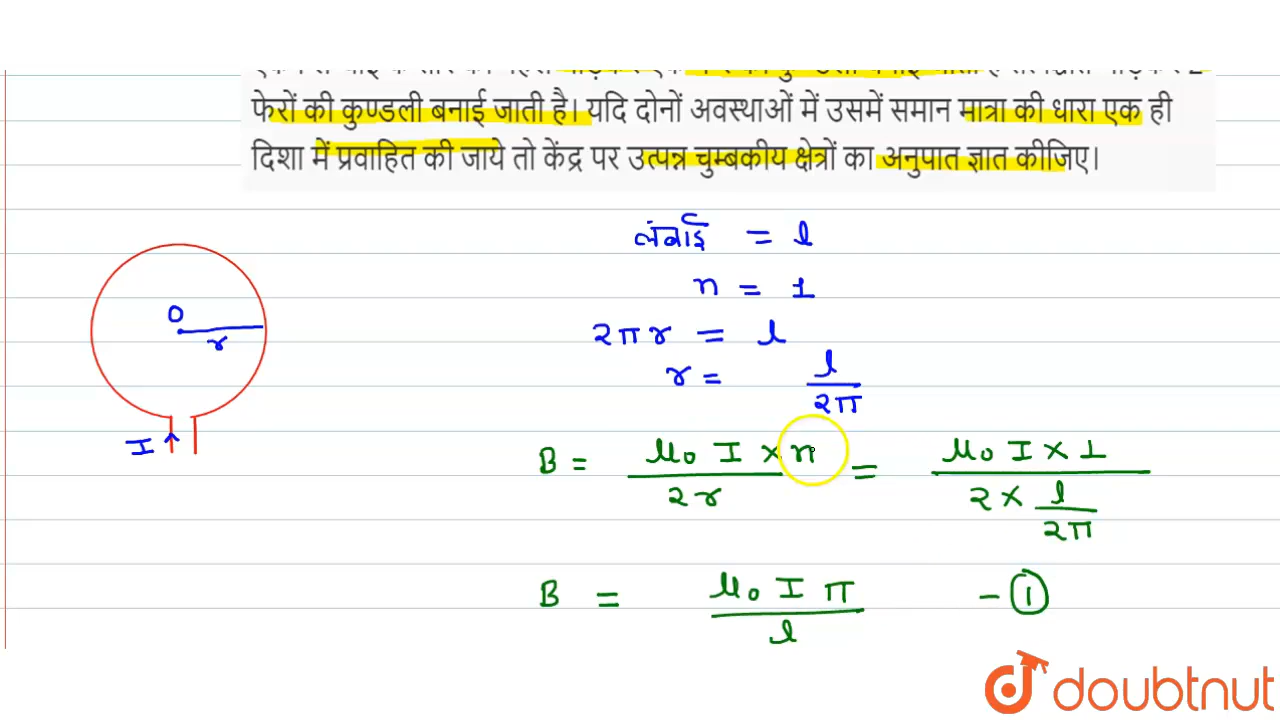 फेरों की कुण्डली बनाई जाती है। यदि दोनों अवस्थाओं में उसमें समान मात्रा की धारा एक ही
दिशा में प्रवाहित की जाये तो केंद्र पर उत्पन्न चुम्बकीय क्षेत्रों का अनुपात ज्ञात कीजिए।
लंबाई = l
n = 1
2πr = l
r = l/2π
O
r
I
B = μ₀ I × n / 2r = μ₀ I × 1 / 2 × l/2π
B = μ₀ I π / l - ①
doubtnut